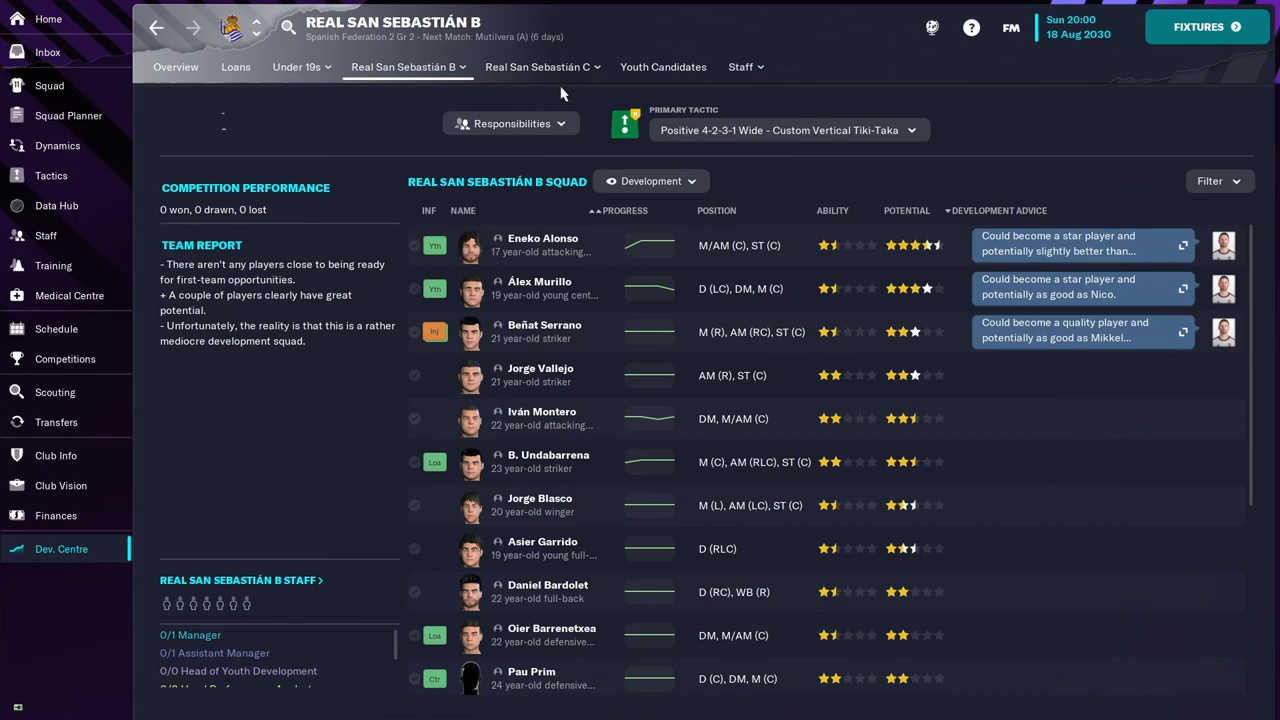 Home
Inbox
Squad
Squad Planner
Dynamics
Tactics
Data Hub
Staff
Training
Medical Centre
Schedule
Competitions
Scouting
Transfers
Club Info
Club Vision
Finances
Dev. Centre
REAL SAN SEBASTIÁN B
Spanish Federation 2 Gr 2 - Next Match: Mutilvera (A) (6 days)
FM
Sun 20:00
18 Aug 2030
FIXTURES
Overview Loans Under 19s Real San Sebastián B Real San Sebastián C Youth Candidates Staff
-
-
Responsibilities
PRIMARY TACTIC
Positive 4-2-3-1 Wide - Custom Vertical Tiki-Taka
COMPETITION PERFORMANCE
0 won, 0 drawn, 0 lost
TEAM REPORT
- There aren't any players close to being ready
for first-team opportunities.
+ A couple of players clearly have great
potential.
- Unfortunately, the reality is that this is a rather
mediocre development squad.
REAL SAN SEBASTIÁN B STAFF
0/1 Manager
0/1 Assistant Manager
0/0 Head of Youth Development
REAL SAN SEBASTIÁN B SQUAD Development Filter
INF NAME PROGRESS POSITION ABILITY POTENTIAL DEVELOPMENT ADVICE
Yth Eneko Alonso
17 year-old attacking...
M/AM (C), ST (C)
Could become a star player and
potentially slightly better than...
Yth Álex Murillo
19 year-old young cent...
D (LC), DM, M (C)
Could become a star player and
potentially as good as Nico.
Inj Beñat Serrano
21 year-old striker
M (R), AM (RC), ST (C)
Could become a quality player and
potentially as good as Mikkel...
Jorge Vallejo
21 year-old striker
AM (R), ST (C)
Iván Montero
22 year-old attacking...
DM, M/AM (C)
Loa B. Undabarrena
23 year-old striker
M (C), AM (RLC), ST (C)
Jorge Blasco
20 year-old winger
M (L), AM (LC), ST (C)
Asier Garrido
19 year-old young full-...
D (RLC)
Daniel Bardolet
22 year-old full-back
D (RC), WB (R)
Loa Oier Barrenetxea
22 year-old defensive...
DM, M/AM (C)
Ctr Pau Prim
24 year-old defensive...
D (C), DM, M (C)